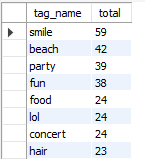 tag_name total
smile 59
beach 42
party 39
fun 38
food 24
lol 24
concert 24
hair 23